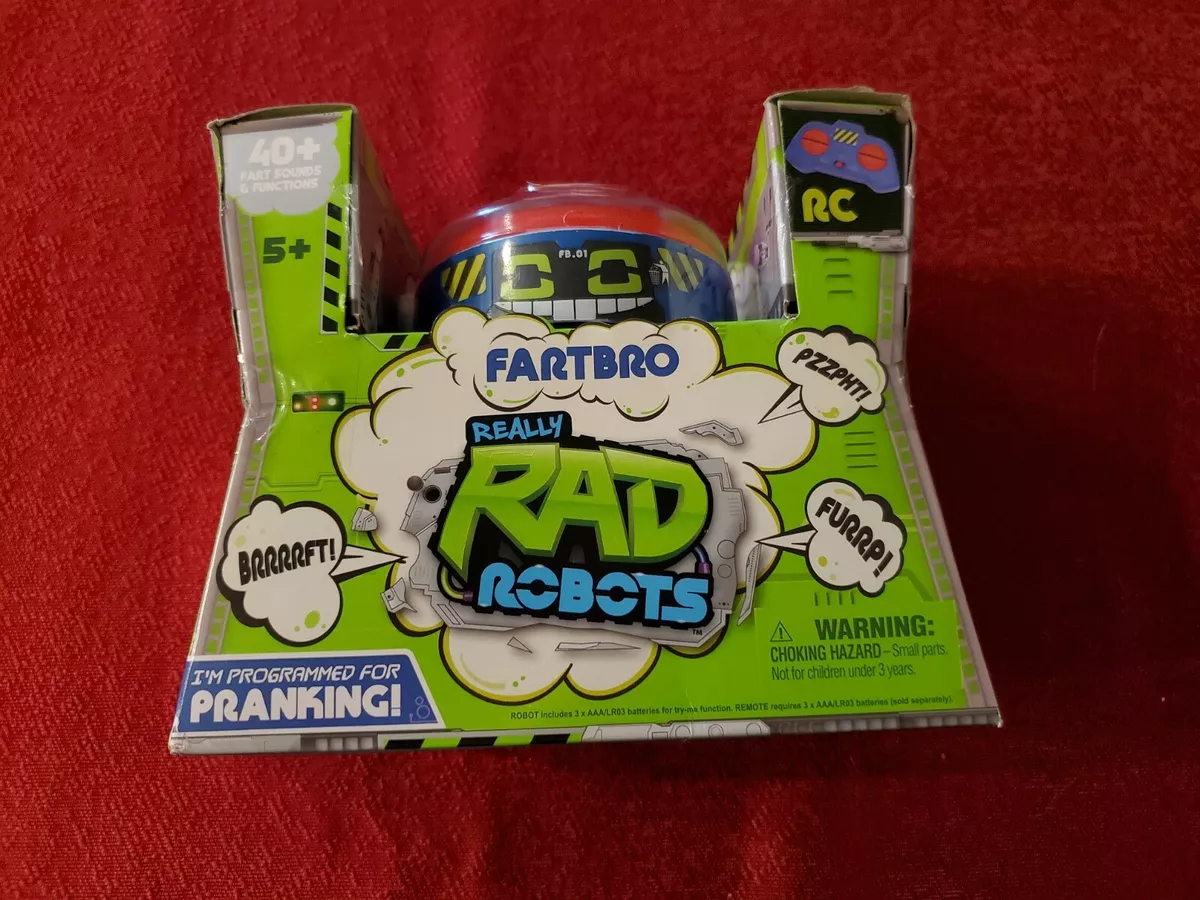 40+
FART SOUNDS
& FUNCTIONS
5+
RC
FB.01
FARTBRO
PZZPHT!
REALLY
RAD
ROBOTS
TM
BRRRRFT!
FURRP!
WARNING:
CHOKING HAZARD – Small parts.
Not for children under 3 years.
I'M PROGRAMMED FOR
PRANKING!
ROBOT includes 3 x AAA/LR03 batteries for try-me function. REMOTE requires 3 x AAA/LR03 batteries (sold separately).